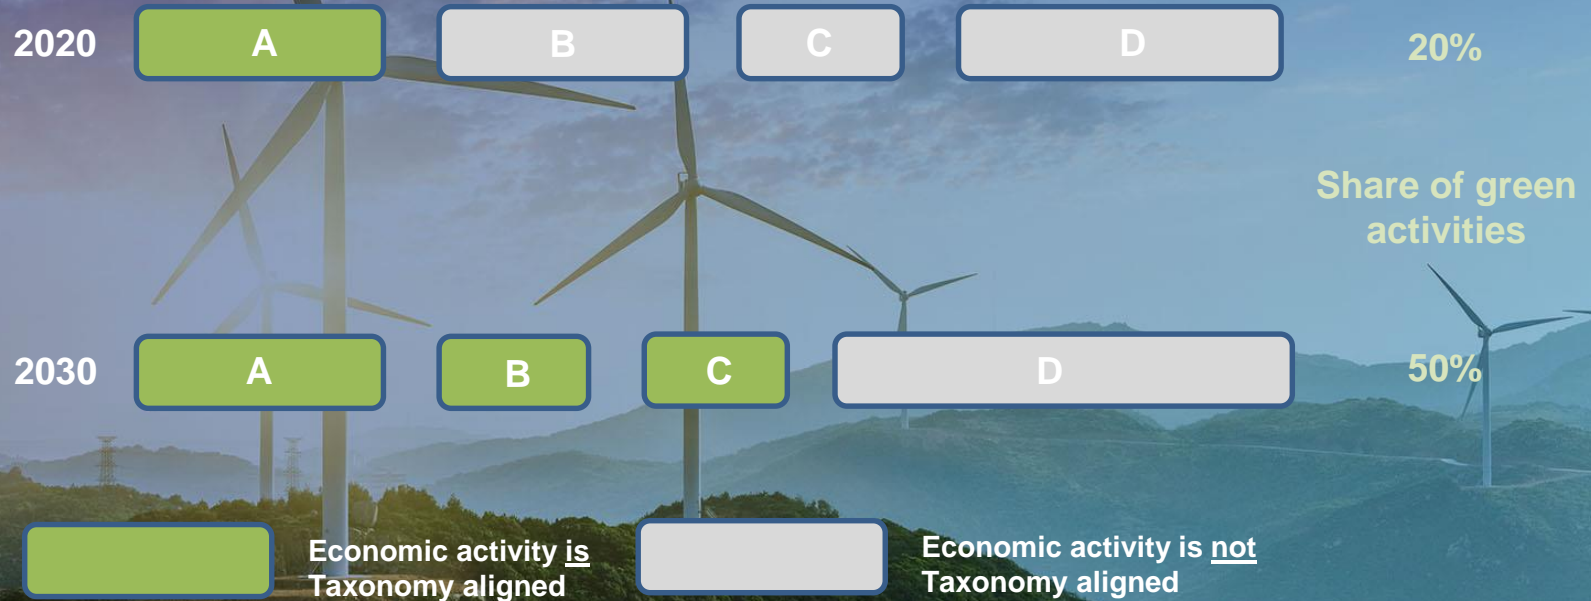 2020 A B C D 20%
Share of green
activities
2030 A B C D 50%
Economic activity is
Taxonomy aligned
Economic activity is not
Taxonomy aligned